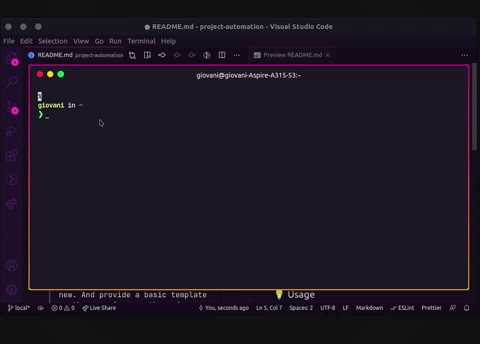 ● README.md - project-automation - Visual Studio Code
File Edit Selection View Go Run Terminal Help
README.md project-automation
Preview README.md
giovani@giovani-Aspire-A315-53:~
giovani in ~
❯ _
new. And provide a basic template
💡 Usage
local* 0 0 Live Share You, seconds ago Ln 5, Col 7 Spaces: 2 UTF-8 LF Markdown ESLint Prettier